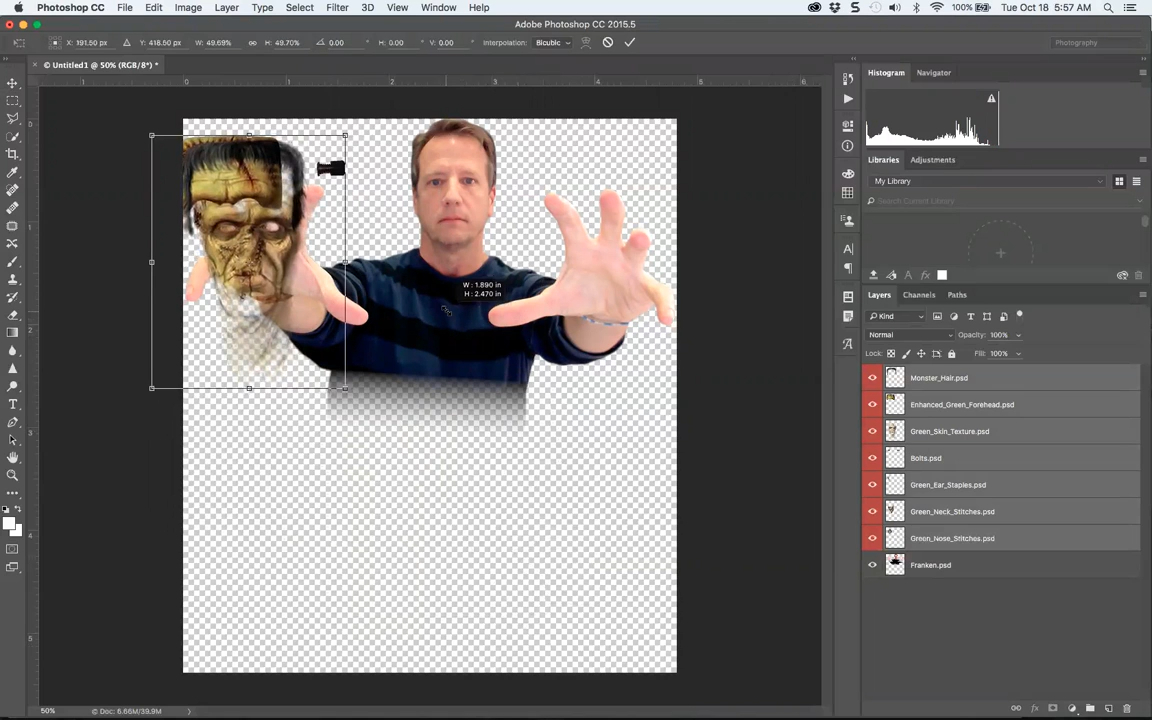 Photoshop CC File Edit Image Layer Type Select Filter 3D View Window Help 100% Tue Oct 18 5:57 AM
Adobe Photoshop CC 2015.5
X: 191.50 px Y: 418.50 px W: 49.69% H: 49.70% 0.00 ° H: 0.00 ° V: 0.00 ° Interpolation: Bicubic Photography
× © Untitled1 @ 50% (RGB/8*) *
Histogram Navigator
Libraries Adjustments
My Library
Search Current Library
W : 1.890 in
H : 2.470 in
Layers Channels Paths
Kind
Normal Opacity: 100%
Lock: Fill: 100%
Monster_Hair.psd
Enhanced_Green_Forehead.psd
Green_Skin_Texture.psd
Bolts.psd
Green_Ear_Staples.psd
Green_Neck_Stitches.psd
Green_Nose_Stitches.psd
Franken.psd
50% © Doc: 6.66M/39.9M